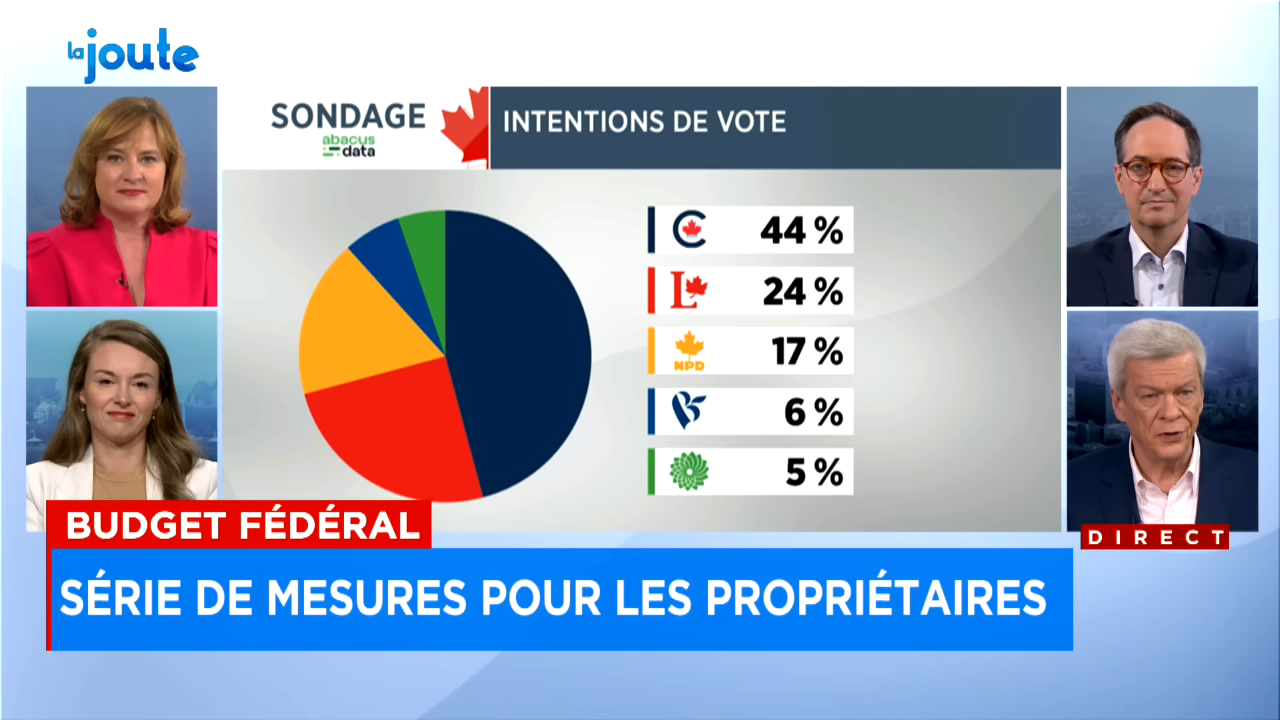 la joute
SONDAGE
abacus
data
INTENTIONS DE VOTE
44 %
L
24 %
NPD
17 %
6 %
5 %
BUDGET FÉDÉRAL
DIRECT
SÉRIE DE MESURES POUR LES PROPRIÉTAIRES